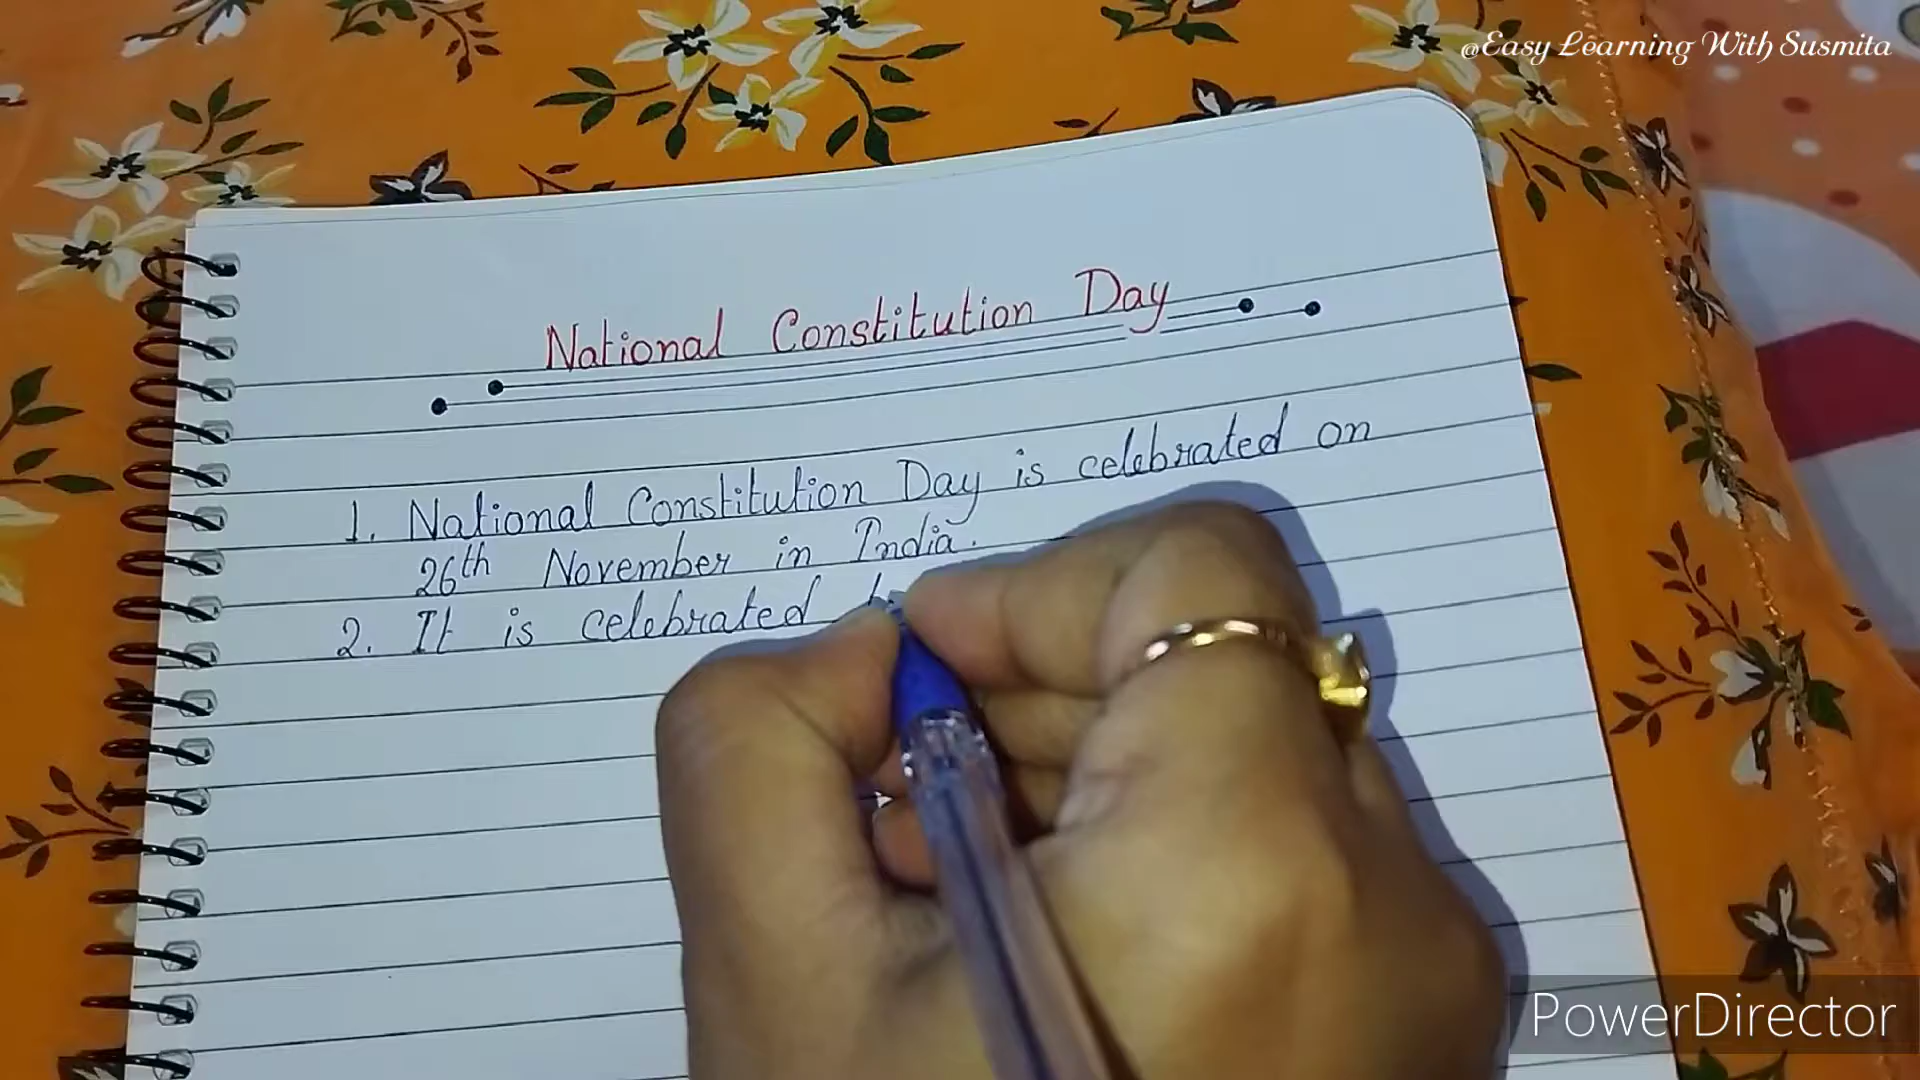 @Easy Learning With Susmita
National Constitution Day
1. National Constitution Day is celebrated on
26th November in India.
2. It is celebrated
PowerDirector